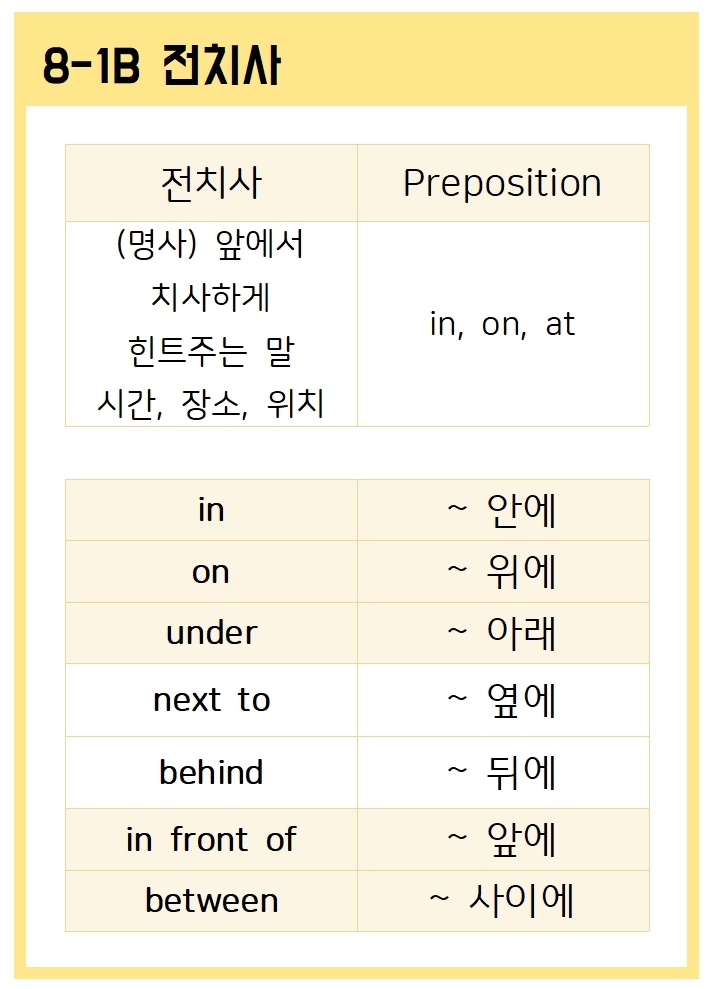 8-1B 전치사
전치사 Preposition
(명사) 앞에서
치사하게
힌트주는 말
시간, 장소, 위치
in, on, at
in ~ 안에
on ~ 위에
under ~ 아래
next to ~ 옆에
behind ~ 뒤에
in front of ~ 앞에
between ~ 사이에